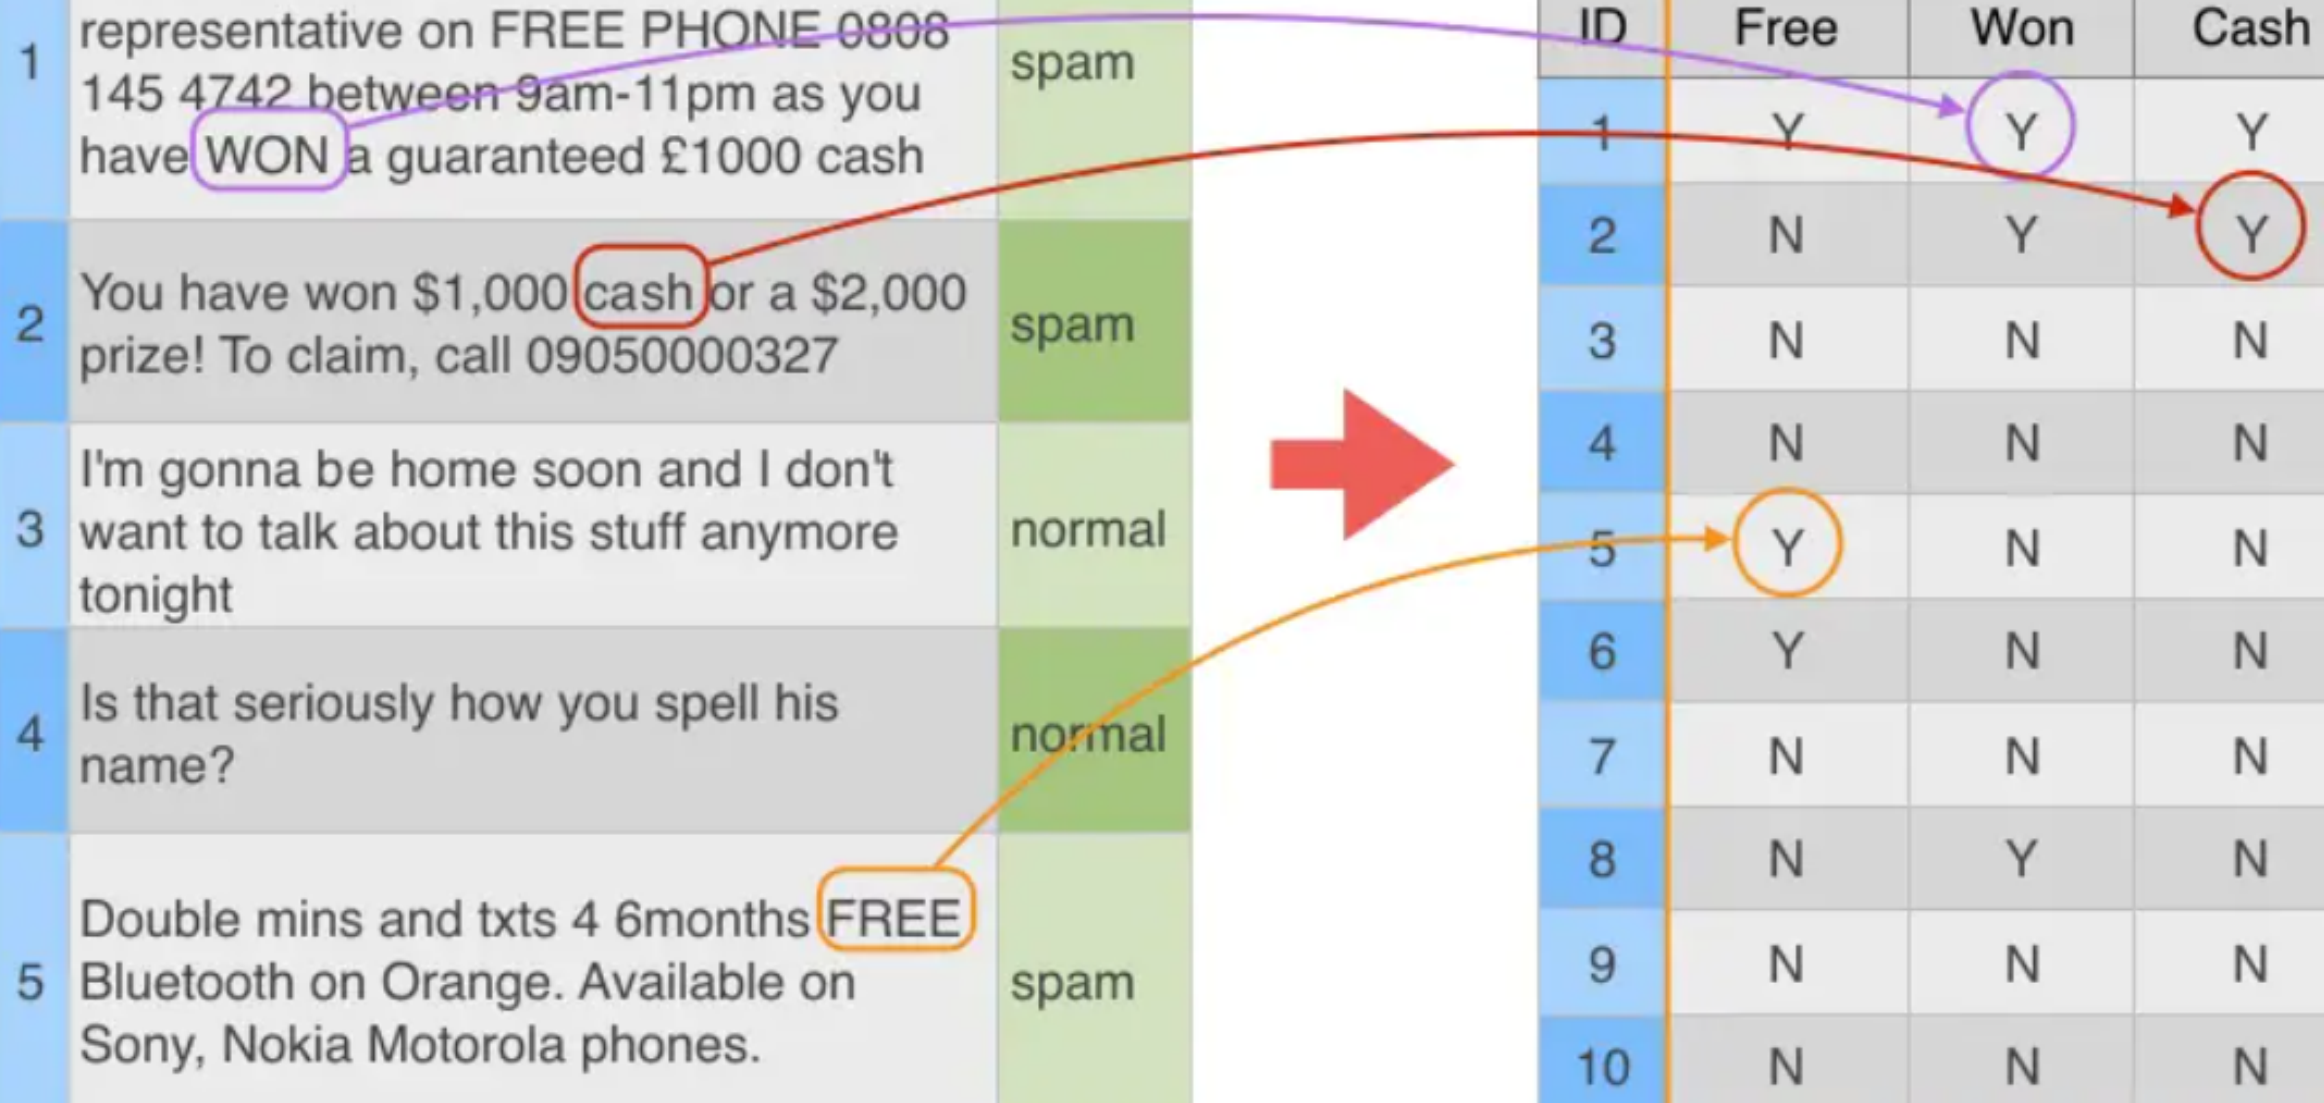 1
representative on FREE PHONE 0808
145 4742 between 9am-11pm as you
have WON a guaranteed £1000 cash
spam
2
You have won $1,000 cash or a $2,000
prize! To claim, call 09050000327
spam
3
I'm gonna be home soon and I don't
want to talk about this stuff anymore
tonight
normal
4
Is that seriously how you spell his
name?
normal
5
Double mins and txts 4 6months FREE
Bluetooth on Orange. Available on
Sony, Nokia Motorola phones.
spam
ID Free Won Cash
1 Y Y Y
2 N Y Y
3 N N N
4 N N N
5 Y N N
6 Y N N
7 N N N
8 N Y N
9 N N N
10 N N N